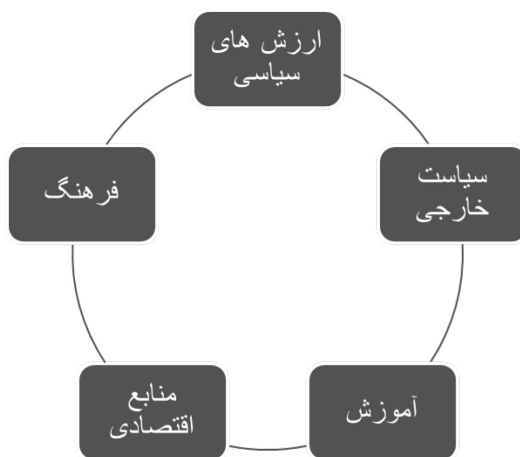 ارزش های
سیاسی
سیاست
خارجی
فرهنگ
آموزش
منابع
اقتصادی